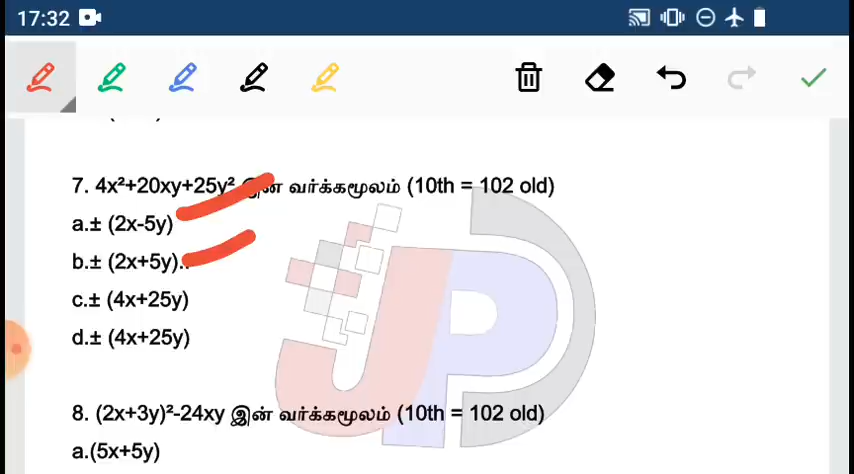 17:32
7. 4x²+20xy+25y² இன் வர்க்கமூலம் (10th = 102 old)
a.± (2x-5y)
b.± (2x+5y)..
c.± (4x+25y)
d.± (4x+25y)
8. (2x+3y)²-24xy இன் வர்க்கமூலம் (10th = 102 old)
a.(5x+5y)